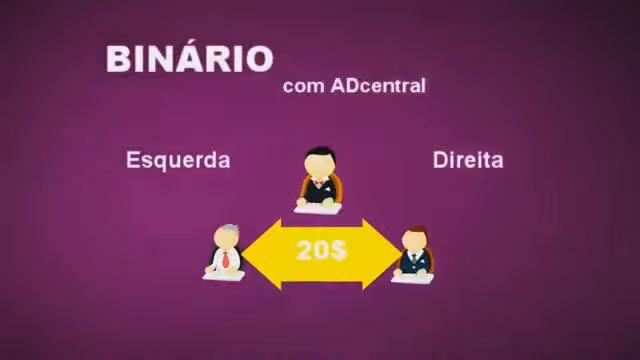 BINÁRIO
com ADcentral
Esquerda
Direita
20$